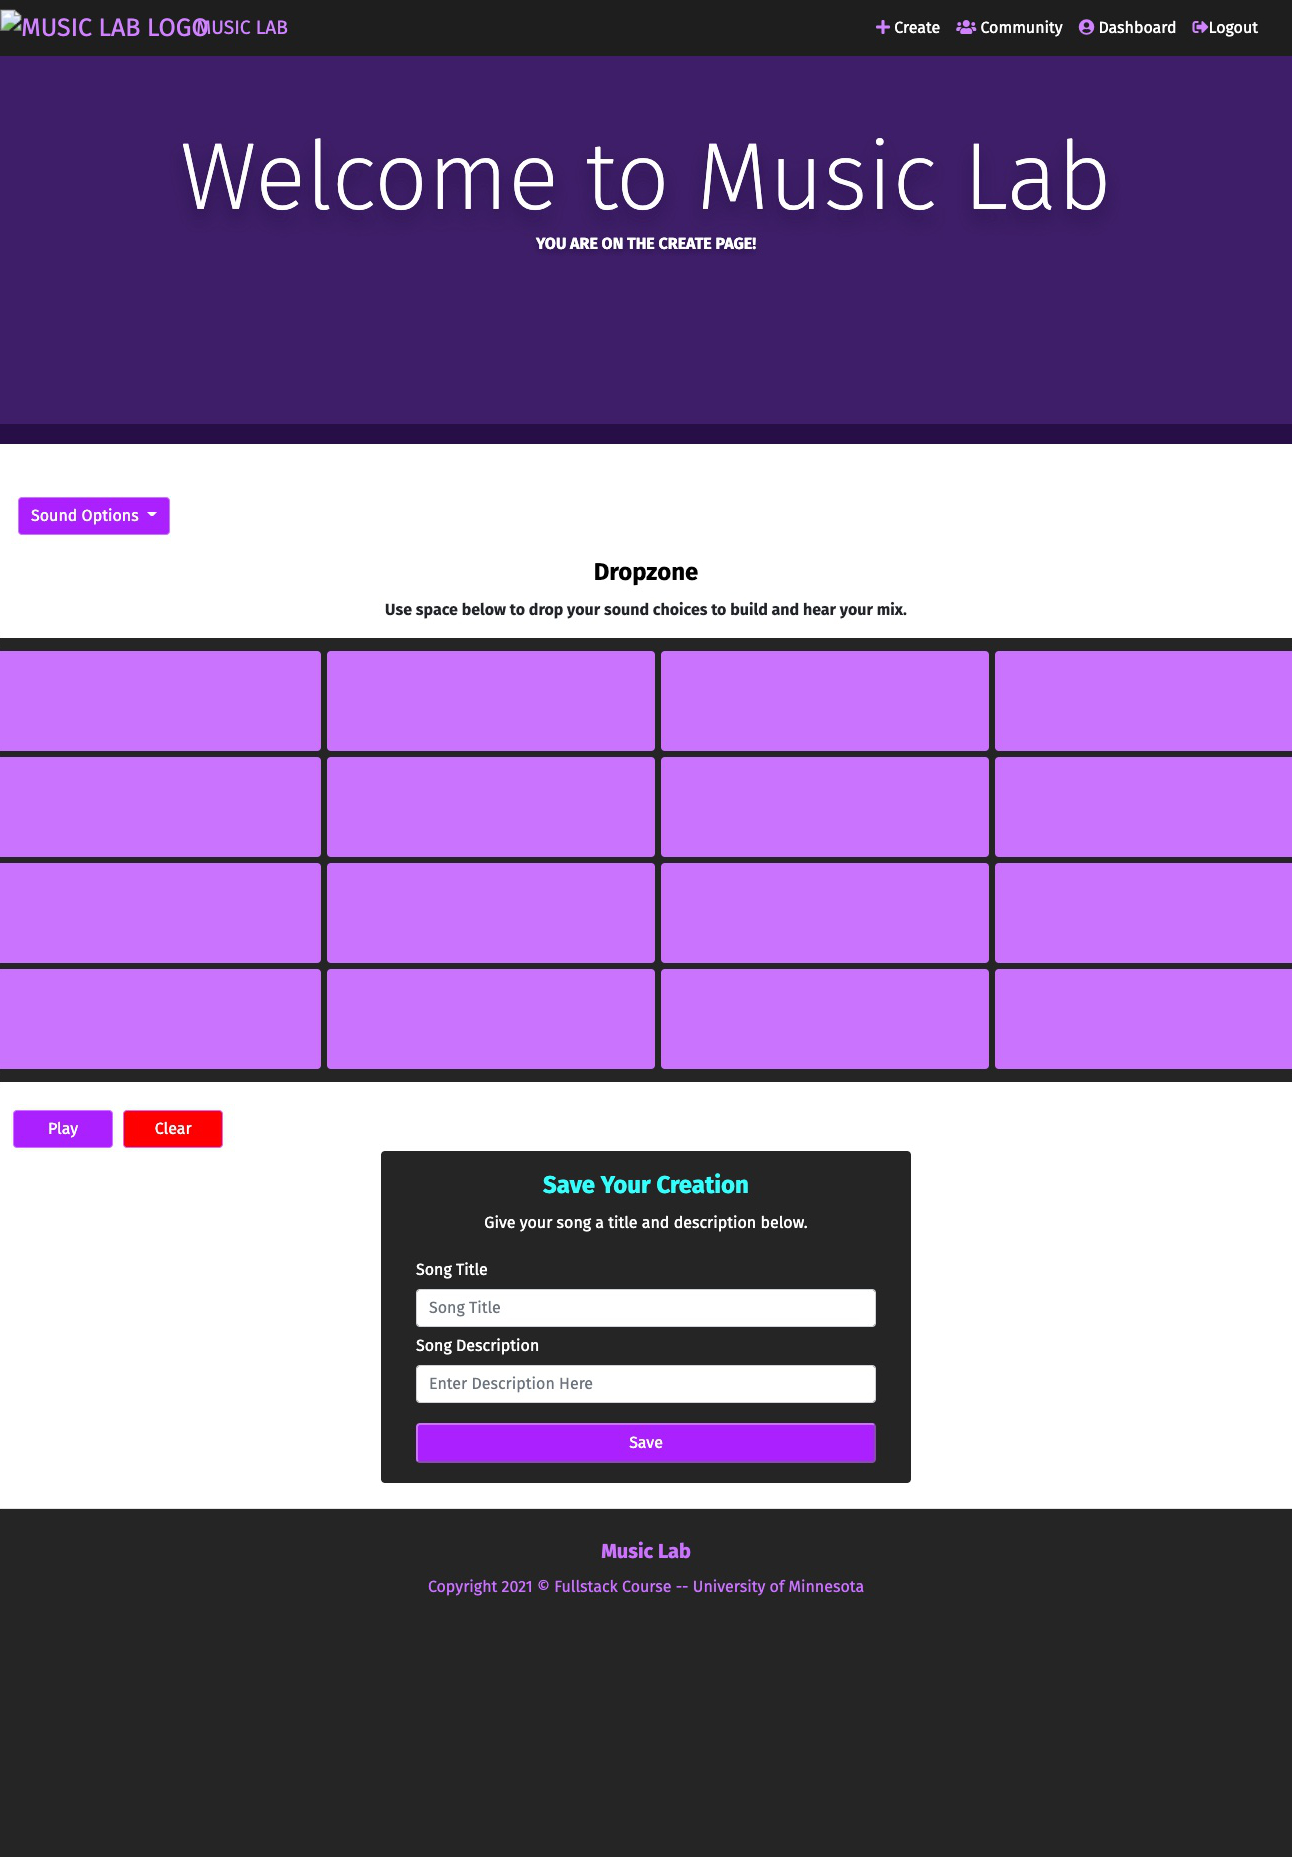 MUSIC LAB LOGO MUSIC LAB Create Community Dashboard Logout
Welcome to Music Lab
YOU ARE ON THE CREATE PAGE!
Sound Options
Dropzone
Use space below to drop your sound choices to build and hear your mix.
Play Clear
Save Your Creation
Give your song a title and description below.
Song Title
Song Title
Song Description
Enter Description Here
Save
Music Lab
Copyright 2021 © Fullstack Course -- University of Minnesota